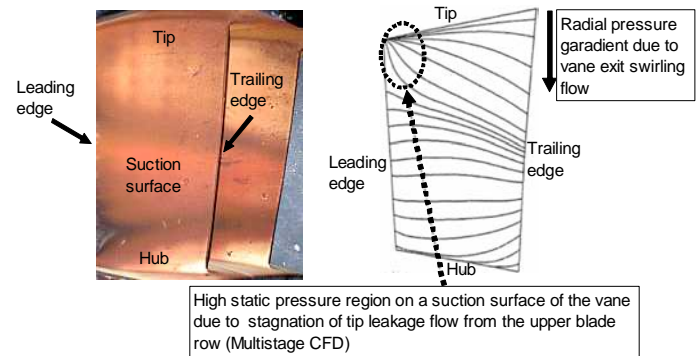 Tip
Leading
edge
Trailing
edge
Suction
surface
Hub
Tip
Radial pressure
garadient due to
vane exit swirling
flow
Leading
edge
Trailing
edge
Hub
High static pressure region on a suction surface of the vane
due to stagnation of tip leakage flow from the upper blade
row (Multistage CFD)